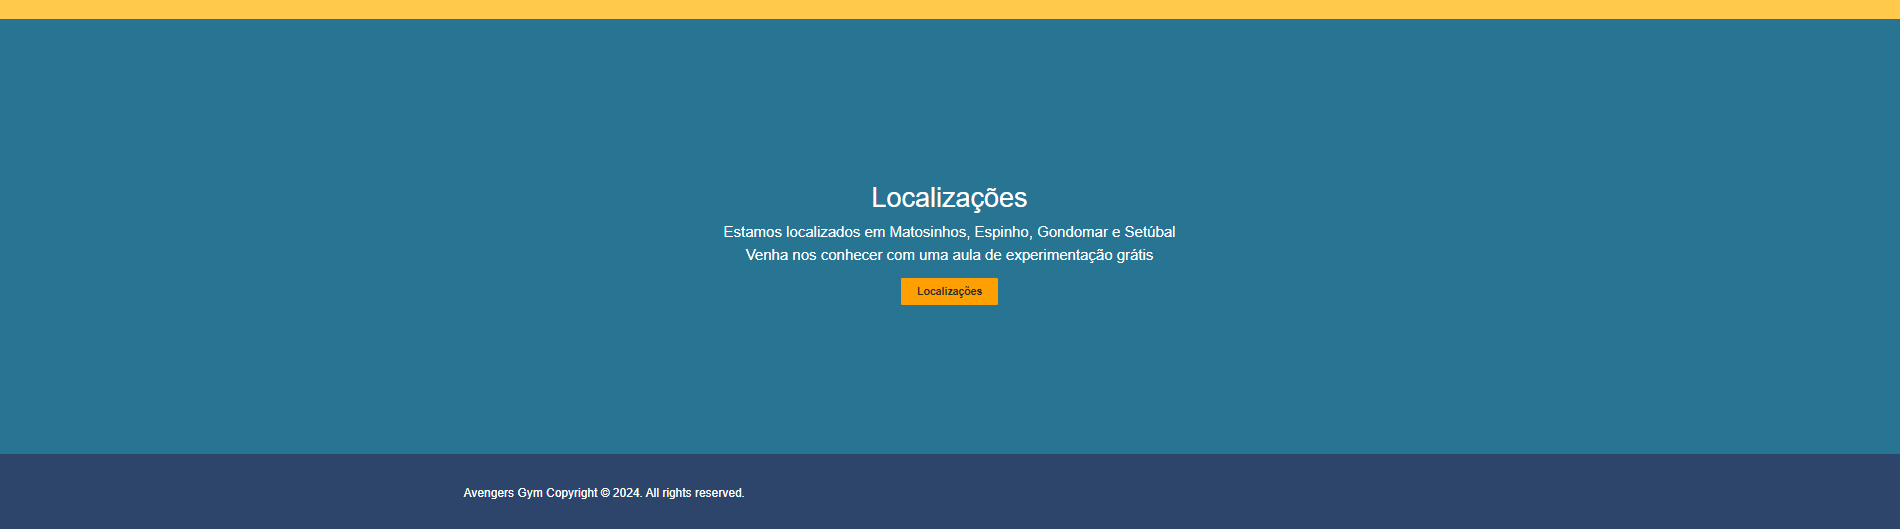 Localizações
Estamos localizados em Matosinhos, Espinho, Gondomar e Setúbal
Venha nos conhecer com uma aula de experimentação grátis
Localizações
Avengers Gym Copyright © 2024. All rights reserved.